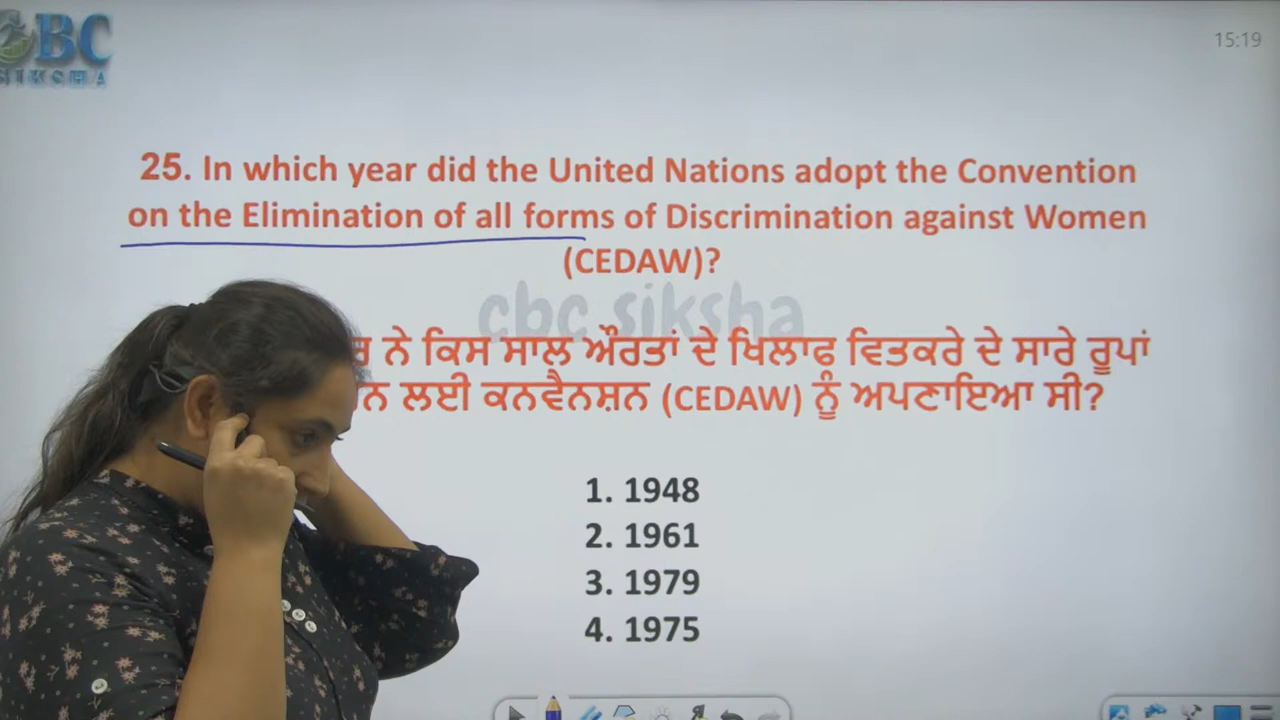 BC
SIKSHA
15:19
25. In which year did the United Nations adopt the Convention
on the Elimination of all forms of Discrimination against Women
(CEDAW)?
cbc siksha
ਨੇ ਕਿਸ ਸਾਲ ਔਰਤਾਂ ਦੇ ਖਿਲਾਫ ਵਿਤਕਰੇ ਦੇ ਸਾਰੇ ਰੂਪਾਂ
ਲਈ ਕਨਵੈਨਸ਼ਨ (CEDAW) ਨੂੰ ਅਪਣਾਇਆ ਸੀ?
1. 1948
2. 1961
3. 1979
4. 1975